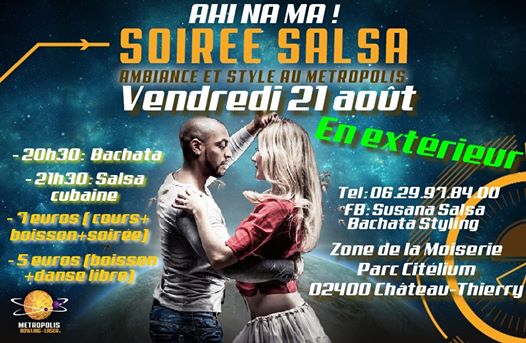 AHI NA MA !
SOIREE SALSA
AMBIANCE ET STYLE AU METROPOLIS
Vendredi 21 août
En extérieur
- 20h30: Bachata
- 21h30: Salsa
cubaine
- 7 euros ( cours+
boisson+soirée)
- 5 euros (boisson
+danse libre)
Tel: 06.29.97.84.00
FB: Susana Salsa
Bachata Styling
Zone de la Moiserie
Parc Citélium
02400 Château-Thierry
METROPOLIS
BOWLING-LASER